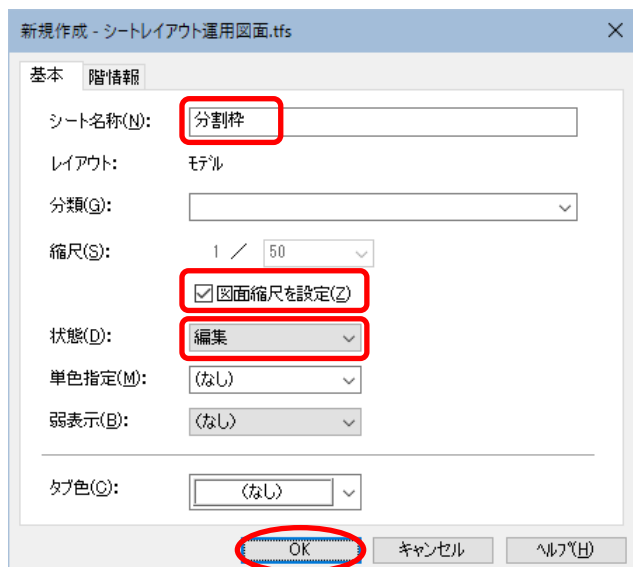 新規作成 - シートレイアウト運用図面.tfs
基本 階情報
シート名称(N): 分割枠
レイアウト: モデル
分類(G):
縮尺(S): 1 ／ 50
図面縮尺を設定(Z)
状態(D): 編集
単色指定(M): (なし)
弱表示(B): (なし)
タブ色(C): (なし)
OK キャンセル ヘルプ(H)